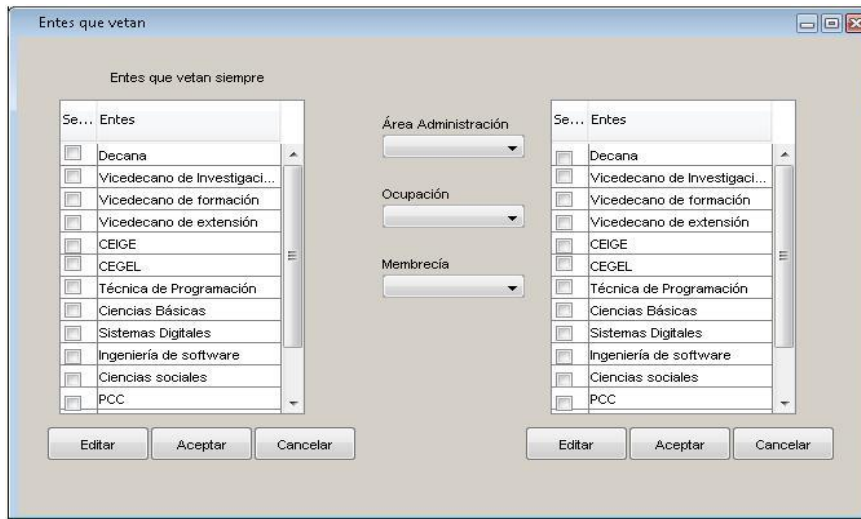 Entes que vetan
Entes que vetan siempre
Se... Entes
Decana
Vicedecano de Investigaci...
Vicedecano de formación
Vicedecano de extensión
CEIGE
CEGEL
Técnica de Programación
Ciencias Básicas
Sistemas Digitales
Ingeniería de software
Ciencias sociales
PCC
Editar Aceptar Cancelar
Área Administración
Ocupación
Membrecía
Se... Entes
Decana
Vicedecano de Investigaci...
Vicedecano de formación
Vicedecano de extensión
CEIGE
CEGEL
Técnica de Programación
Ciencias Básicas
Sistemas Digitales
Ingeniería de software
Ciencias sociales
PCC
Editar Aceptar Cancelar